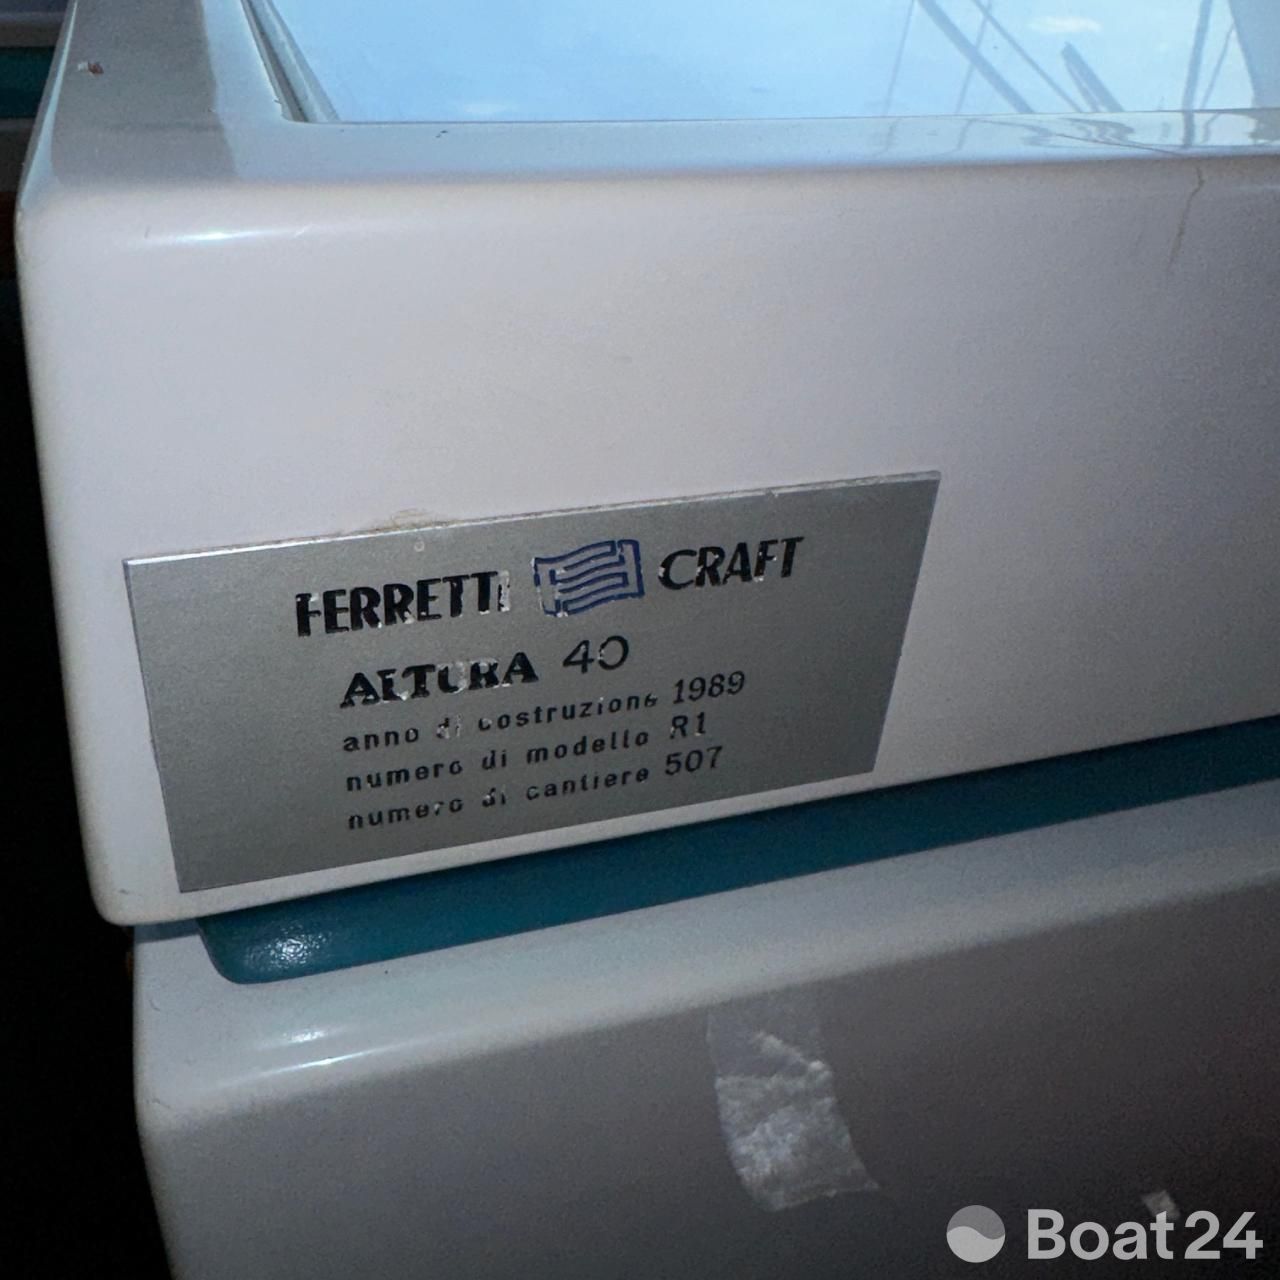 FERRETTI CRAFT
ALTURA 40
anno di costruzione 1989
numero di modello R1
numero di cantiere 507
Boat24